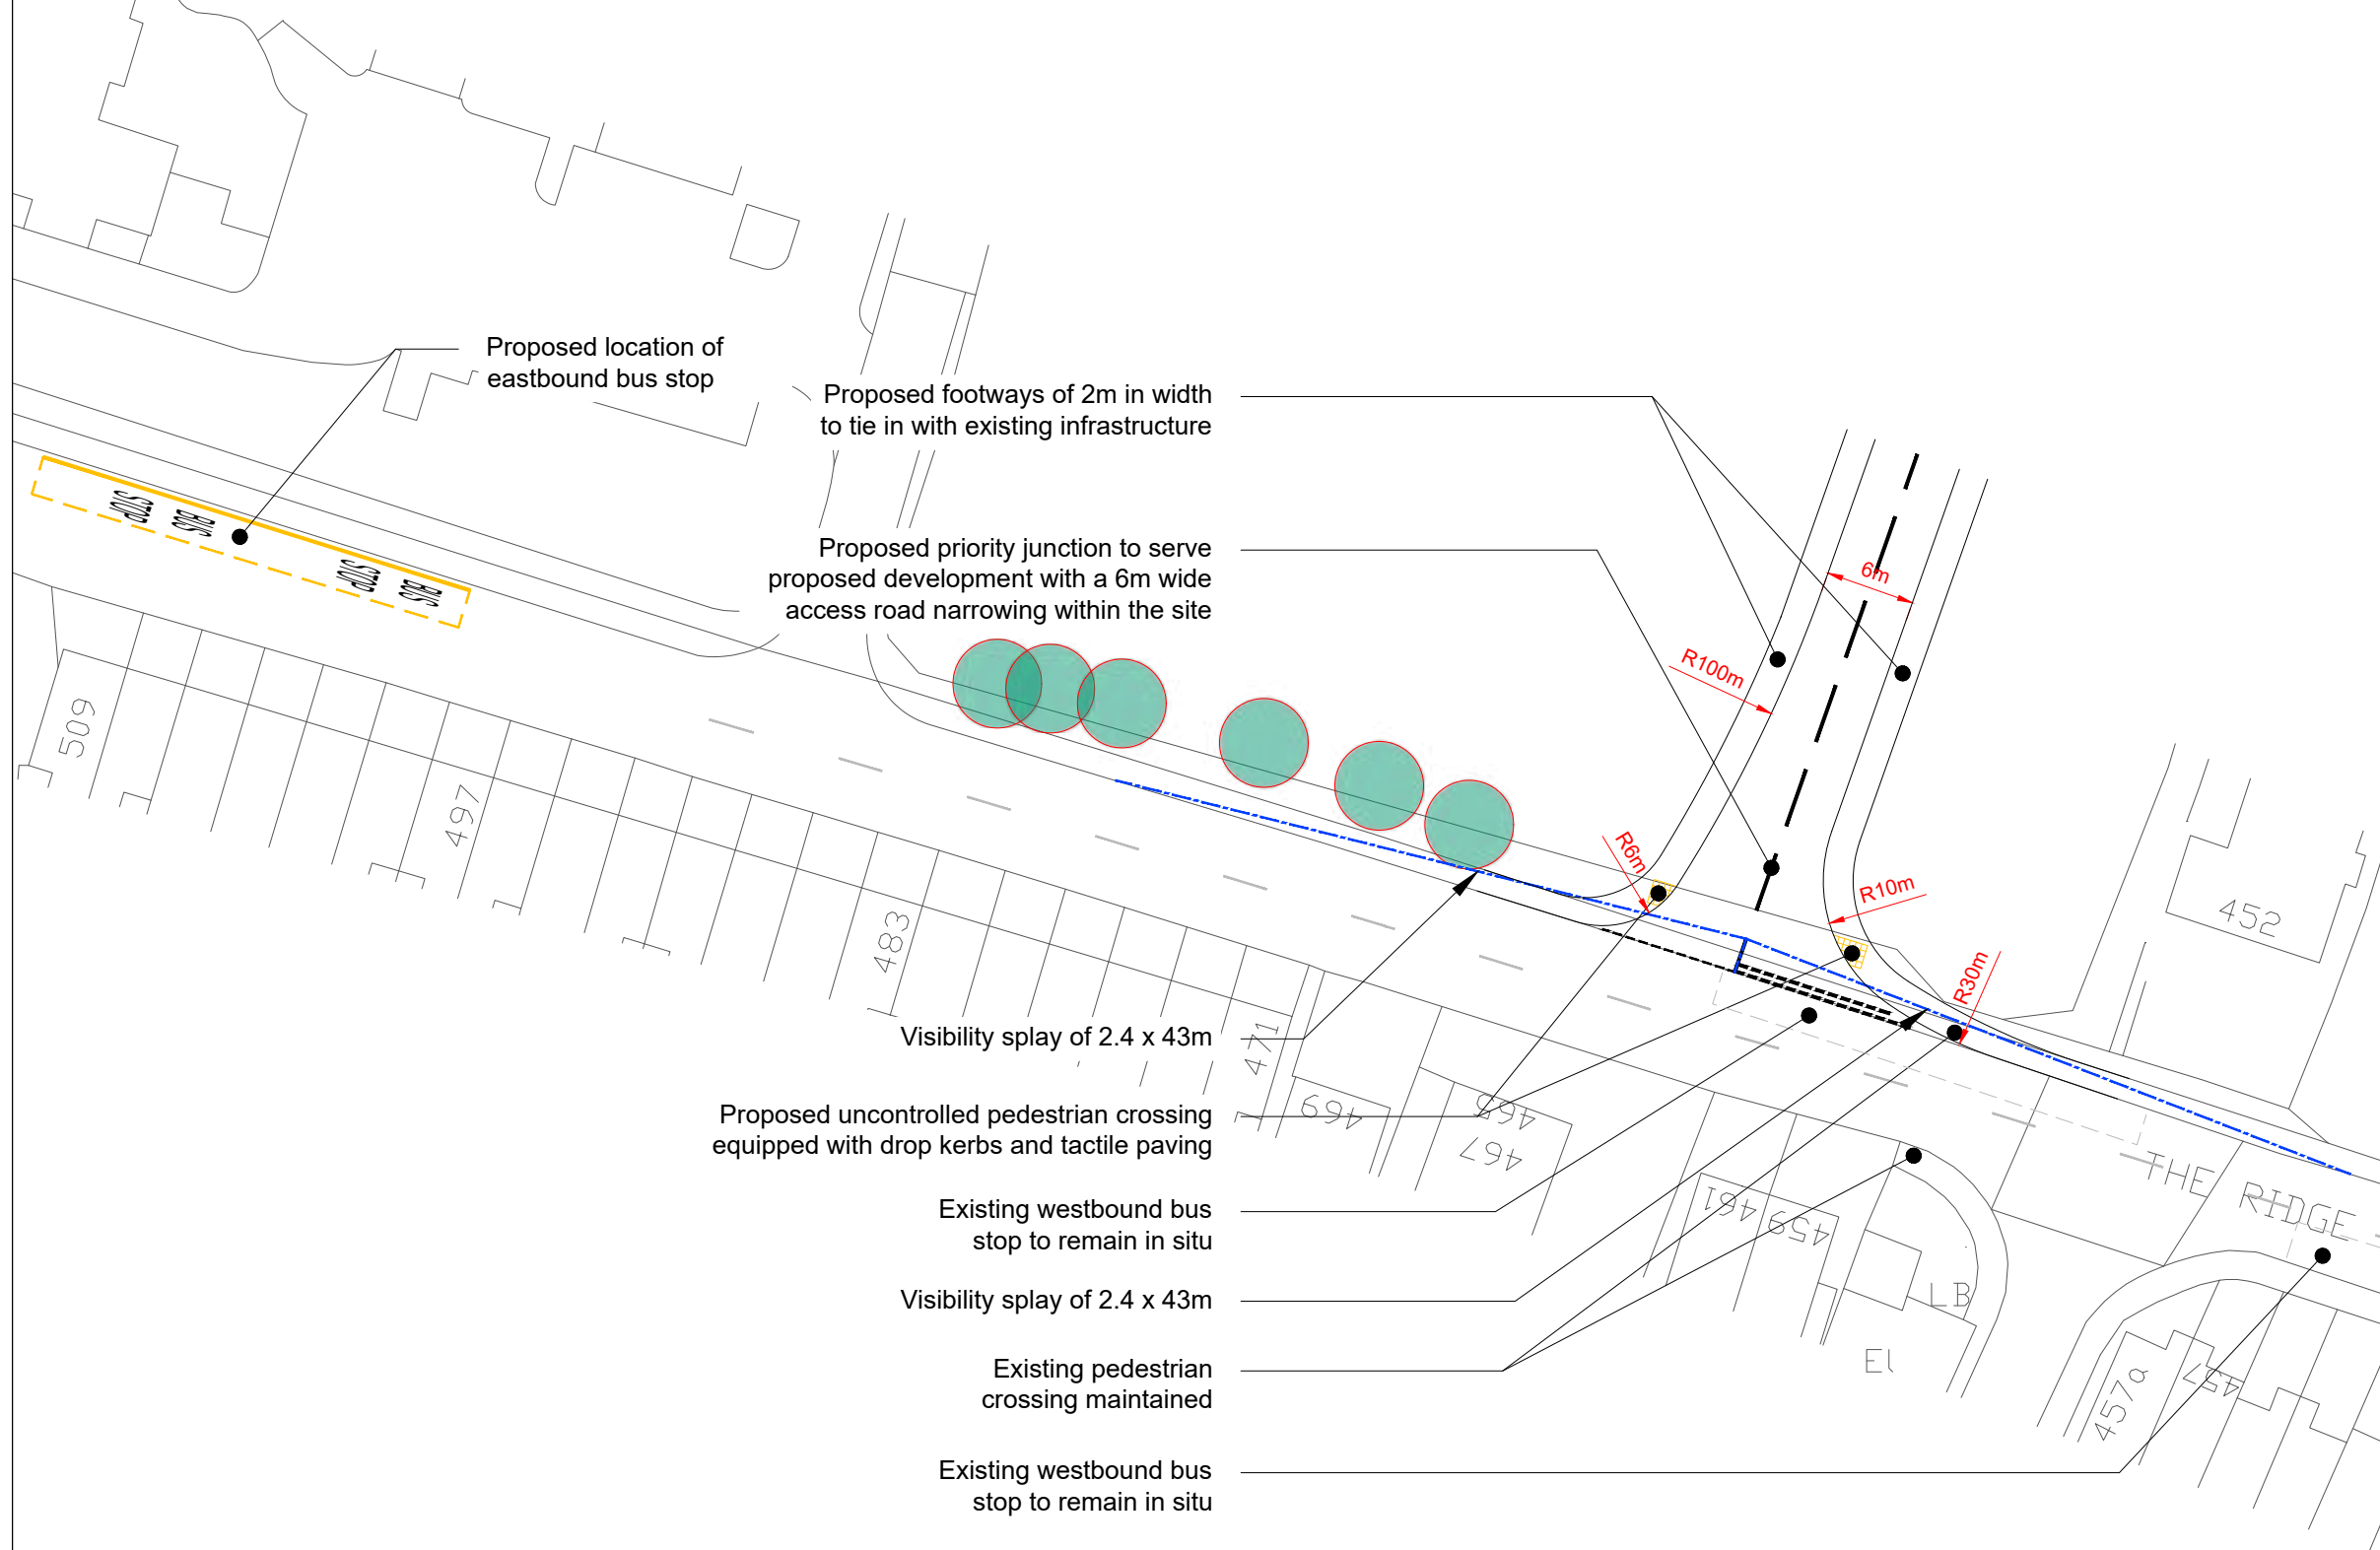 Proposed location of
eastbound bus stop
Proposed footways of 2m in width
to tie in with existing infrastructure
BUS
STOP
BUS
STOP
Proposed priority junction to serve
proposed development with a 6m wide
access road narrowing within the site
6m
R100m
R6m
R10m
R30m
509
497
483
471
469
465
467
461
459
452
THE RIDGE
LB
El
457a
457
Visibility splay of 2.4 x 43m
Proposed uncontrolled pedestrian crossing
equipped with drop kerbs and tactile paving
Existing westbound bus
stop to remain in situ
Visibility splay of 2.4 x 43m
Existing pedestrian
crossing maintained
Existing westbound bus
stop to remain in situ